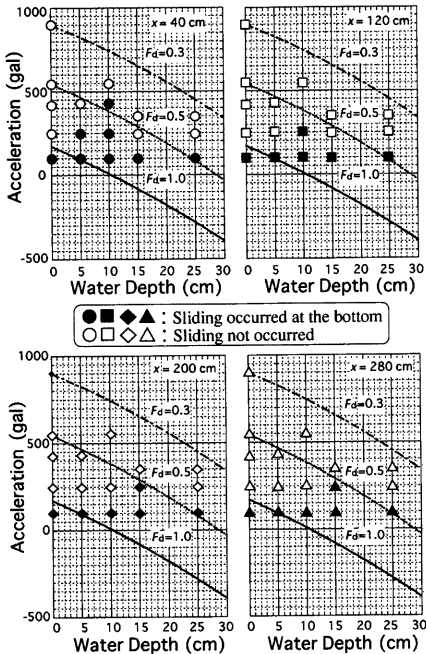 x = 40 cm
x = 120 cm
1000
500
0
-500
Acceleration (gal)
Fd=0.3
Fd=0.5
Fd=1.0
Fd=0.3
Fd=0.5
Fd=1.0
0 5 10 15 20 25 30
0 5 10 15 20 25 30
Water Depth (cm)
Water Depth (cm)
: Sliding occurred at the bottom
: Sliding not occurred
x = 200 cm
x = 280 cm
1000
500
0
-500
Acceleration (gal)
Fd=0.3
Fd=0.5
Fd=1.0
Fd=0.3
Fd=0.5
Fd=1.0
0 5 10 15 20 25 30
0 5 10 15 20 25 30
Water Depth (cm)
Water Depth (cm)